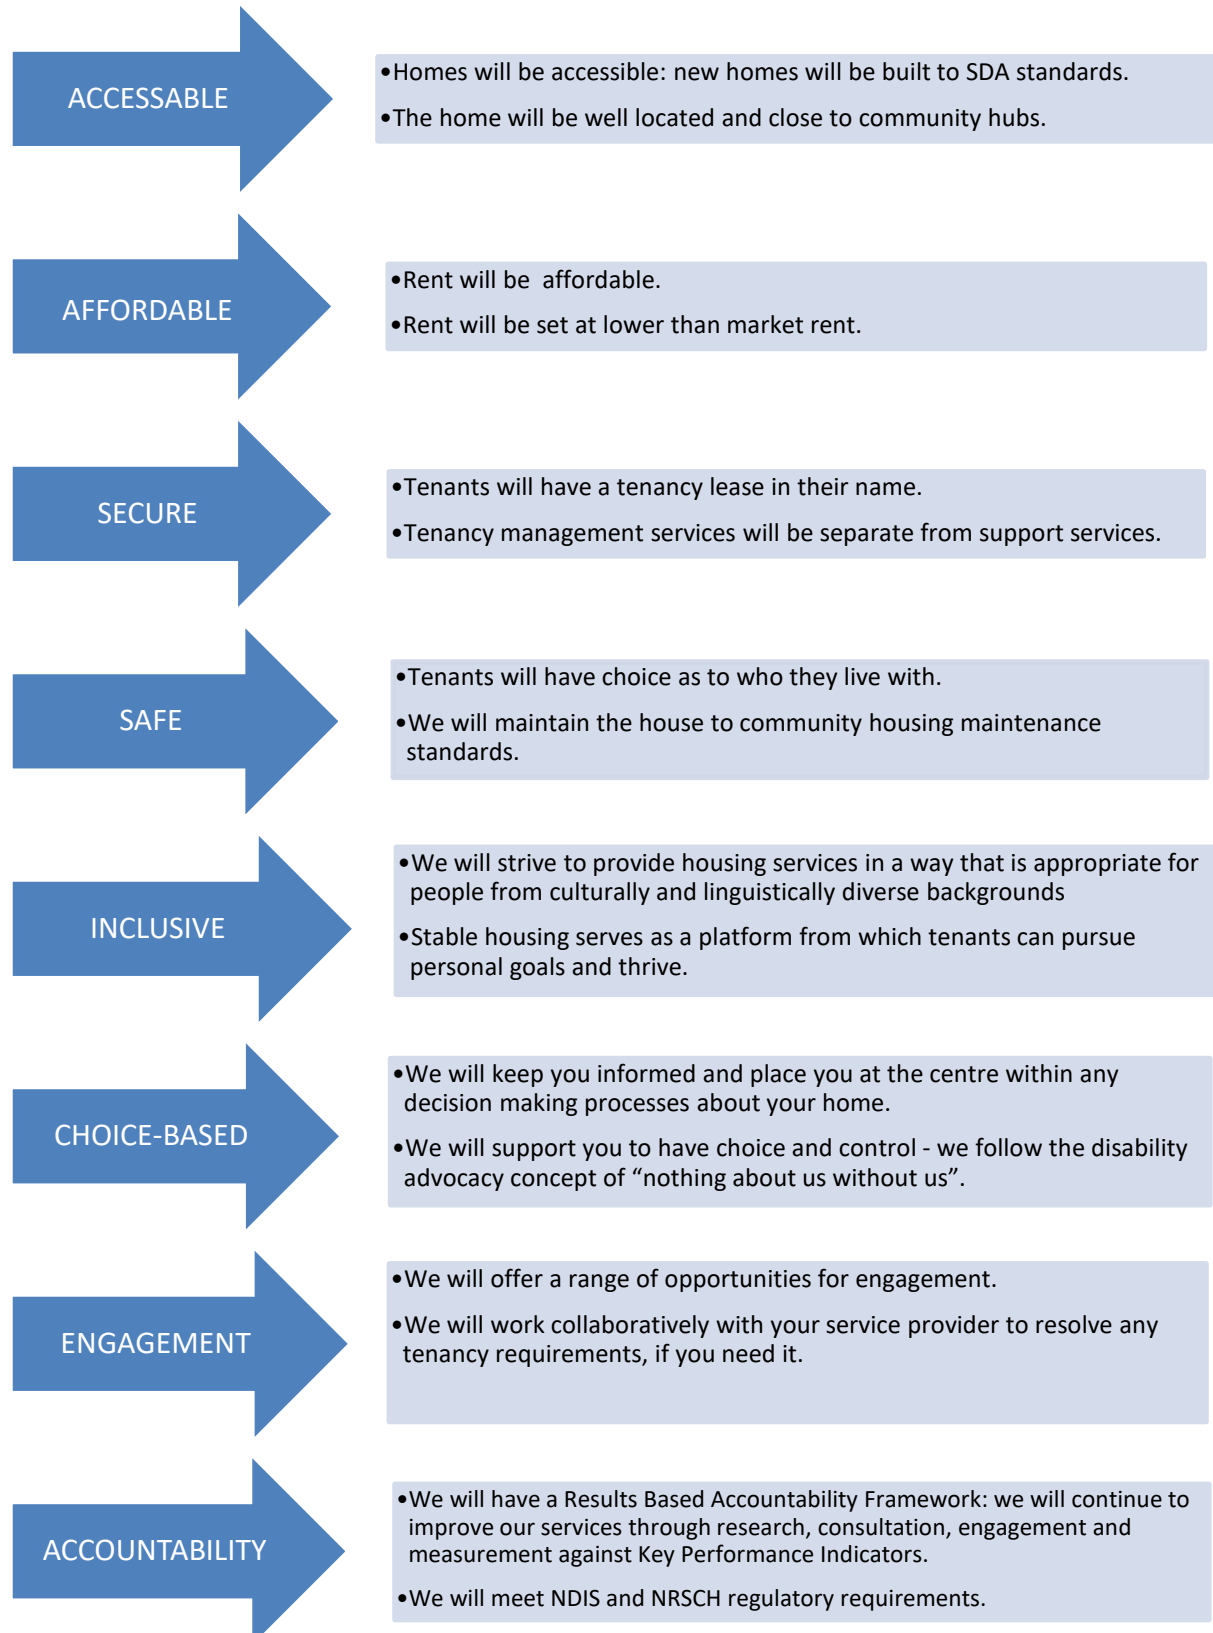 ACCESSABLE
•Homes will be accessible: new homes will be built to SDA standards.
•The home will be well located and close to community hubs.
AFFORDABLE
•Rent will be  affordable.
•Rent will be set at lower than market rent.
SECURE
•Tenants will have a tenancy lease in their name.
•Tenancy management services will be separate from support services.
SAFE
•Tenants will have choice as to who they live with.
•We will maintain the house to community housing maintenance
standards.
INCLUSIVE
•We will strive to provide housing services in a way that is appropriate for
people from culturally and linguistically diverse backgrounds
•Stable housing serves as a platform from which tenants can pursue
personal goals and thrive.
CHOICE-BASED
•We will keep you informed and place you at the centre within any
decision making processes about your home.
•We will support you to have choice and control - we follow the disability
advocacy concept of “nothing about us without us”.
ENGAGEMENT
•We will offer a range of opportunities for engagement.
•We will work collaboratively with your service provider to resolve any
tenancy requirements, if you need it.
ACCOUNTABILITY
•We will have a Results Based Accountability Framework: we will continue to
improve our services through research, consultation, engagement and
measurement against Key Performance Indicators.
•We will meet NDIS and NRSCH regulatory requirements.